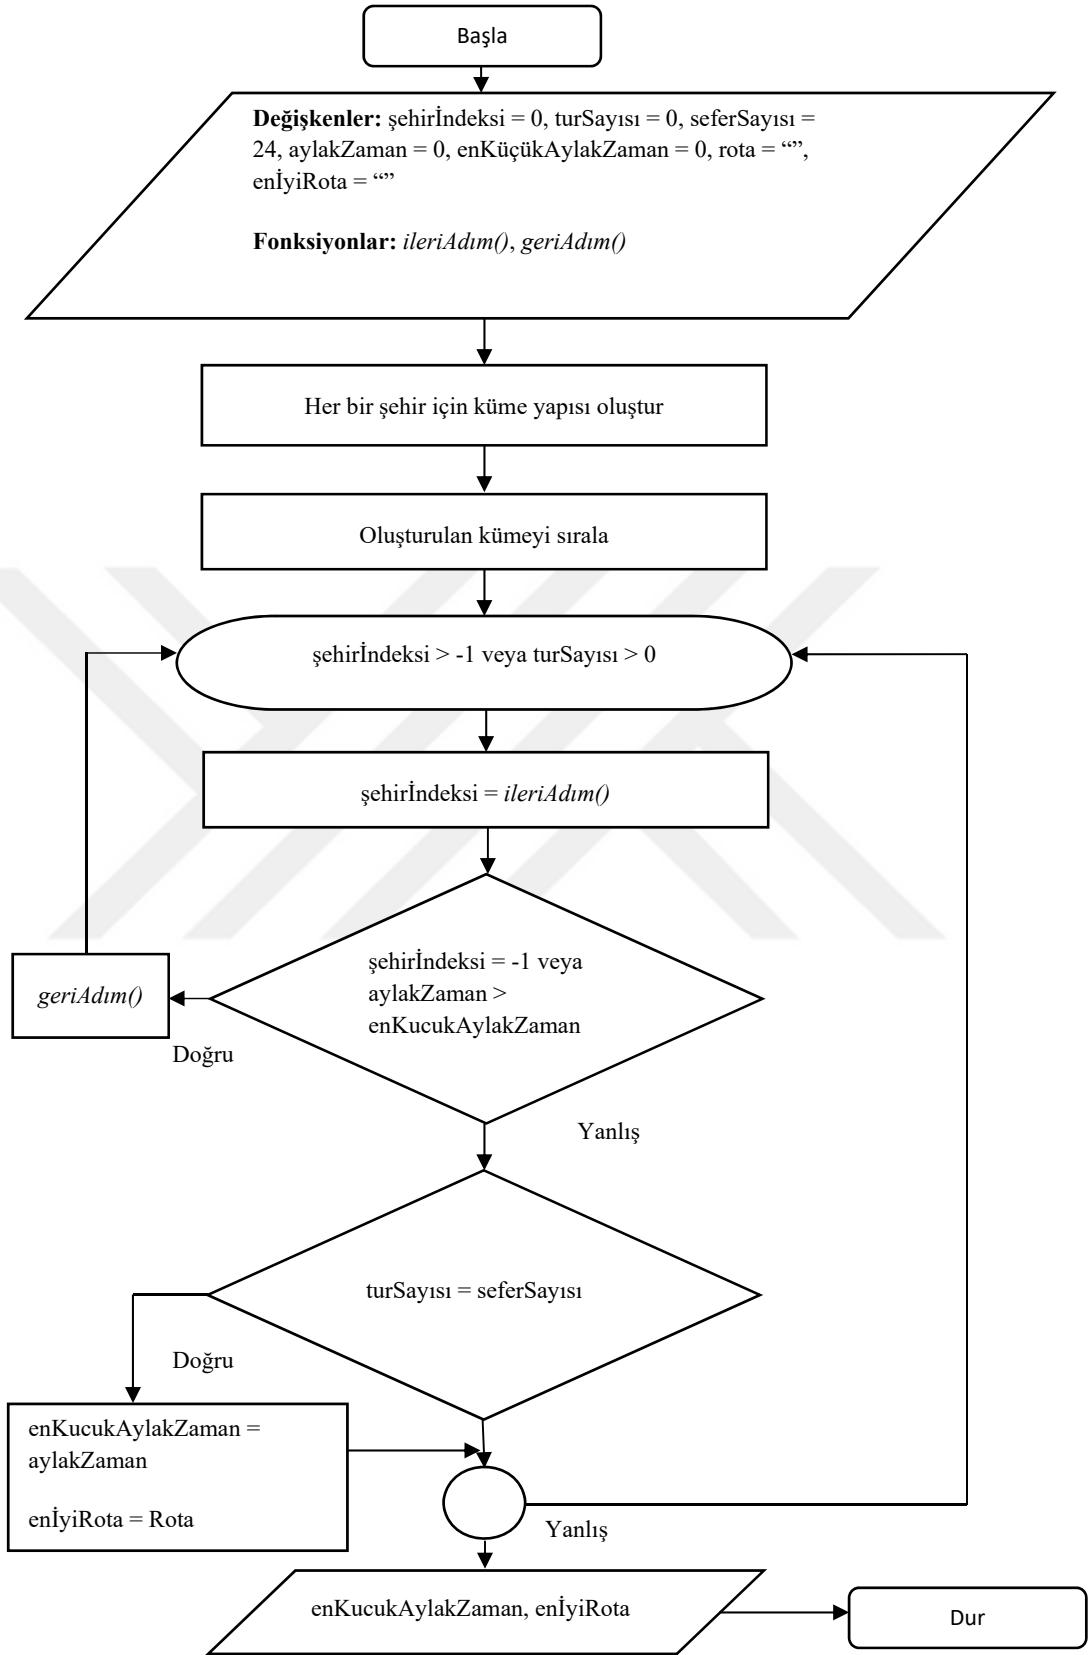 Başla
Değişkenler: şehirİndeksi = 0, turSayısı = 0, seferSayısı =
24, aylakZaman = 0, enKüçükAylakZaman = 0, rota = “”,
enİyiRota = “”
Fonksiyonlar: ileriAdım(), geriAdım()
Her bir şehir için küme yapısı oluştur
Oluşturulan kümeyi sırala
şehirİndeksi > -1 veya turSayısı > 0
şehirİndeksi = ileriAdım()
şehirİndeksi = -1 veya
aylakZaman >
enKucukAylakZaman
geriAdım()
Doğru
Yanlış
turSayısı = seferSayısı
Doğru
enKucukAylakZaman =
aylakZaman
enİyiRota = Rota
Yanlış
enKucukAylakZaman, enİyiRota
Dur